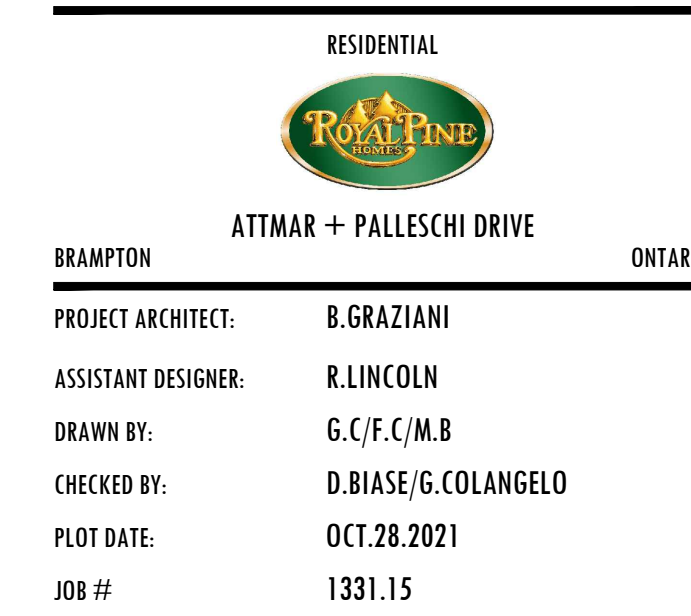 RESIDENTIAL
ROYAL PINE
HOMES
ATTMAR + PALLESCHI DRIVE
BRAMPTON ONTAR
PROJECT ARCHITECT: B.GRAZIANI
ASSISTANT DESIGNER: R.LINCOLN
DRAWN BY: G.C/F.C/M.B
CHECKED BY: D.BIASE/G.COLANGELO
PLOT DATE: OCT.28.2021
JOB # 1331.15